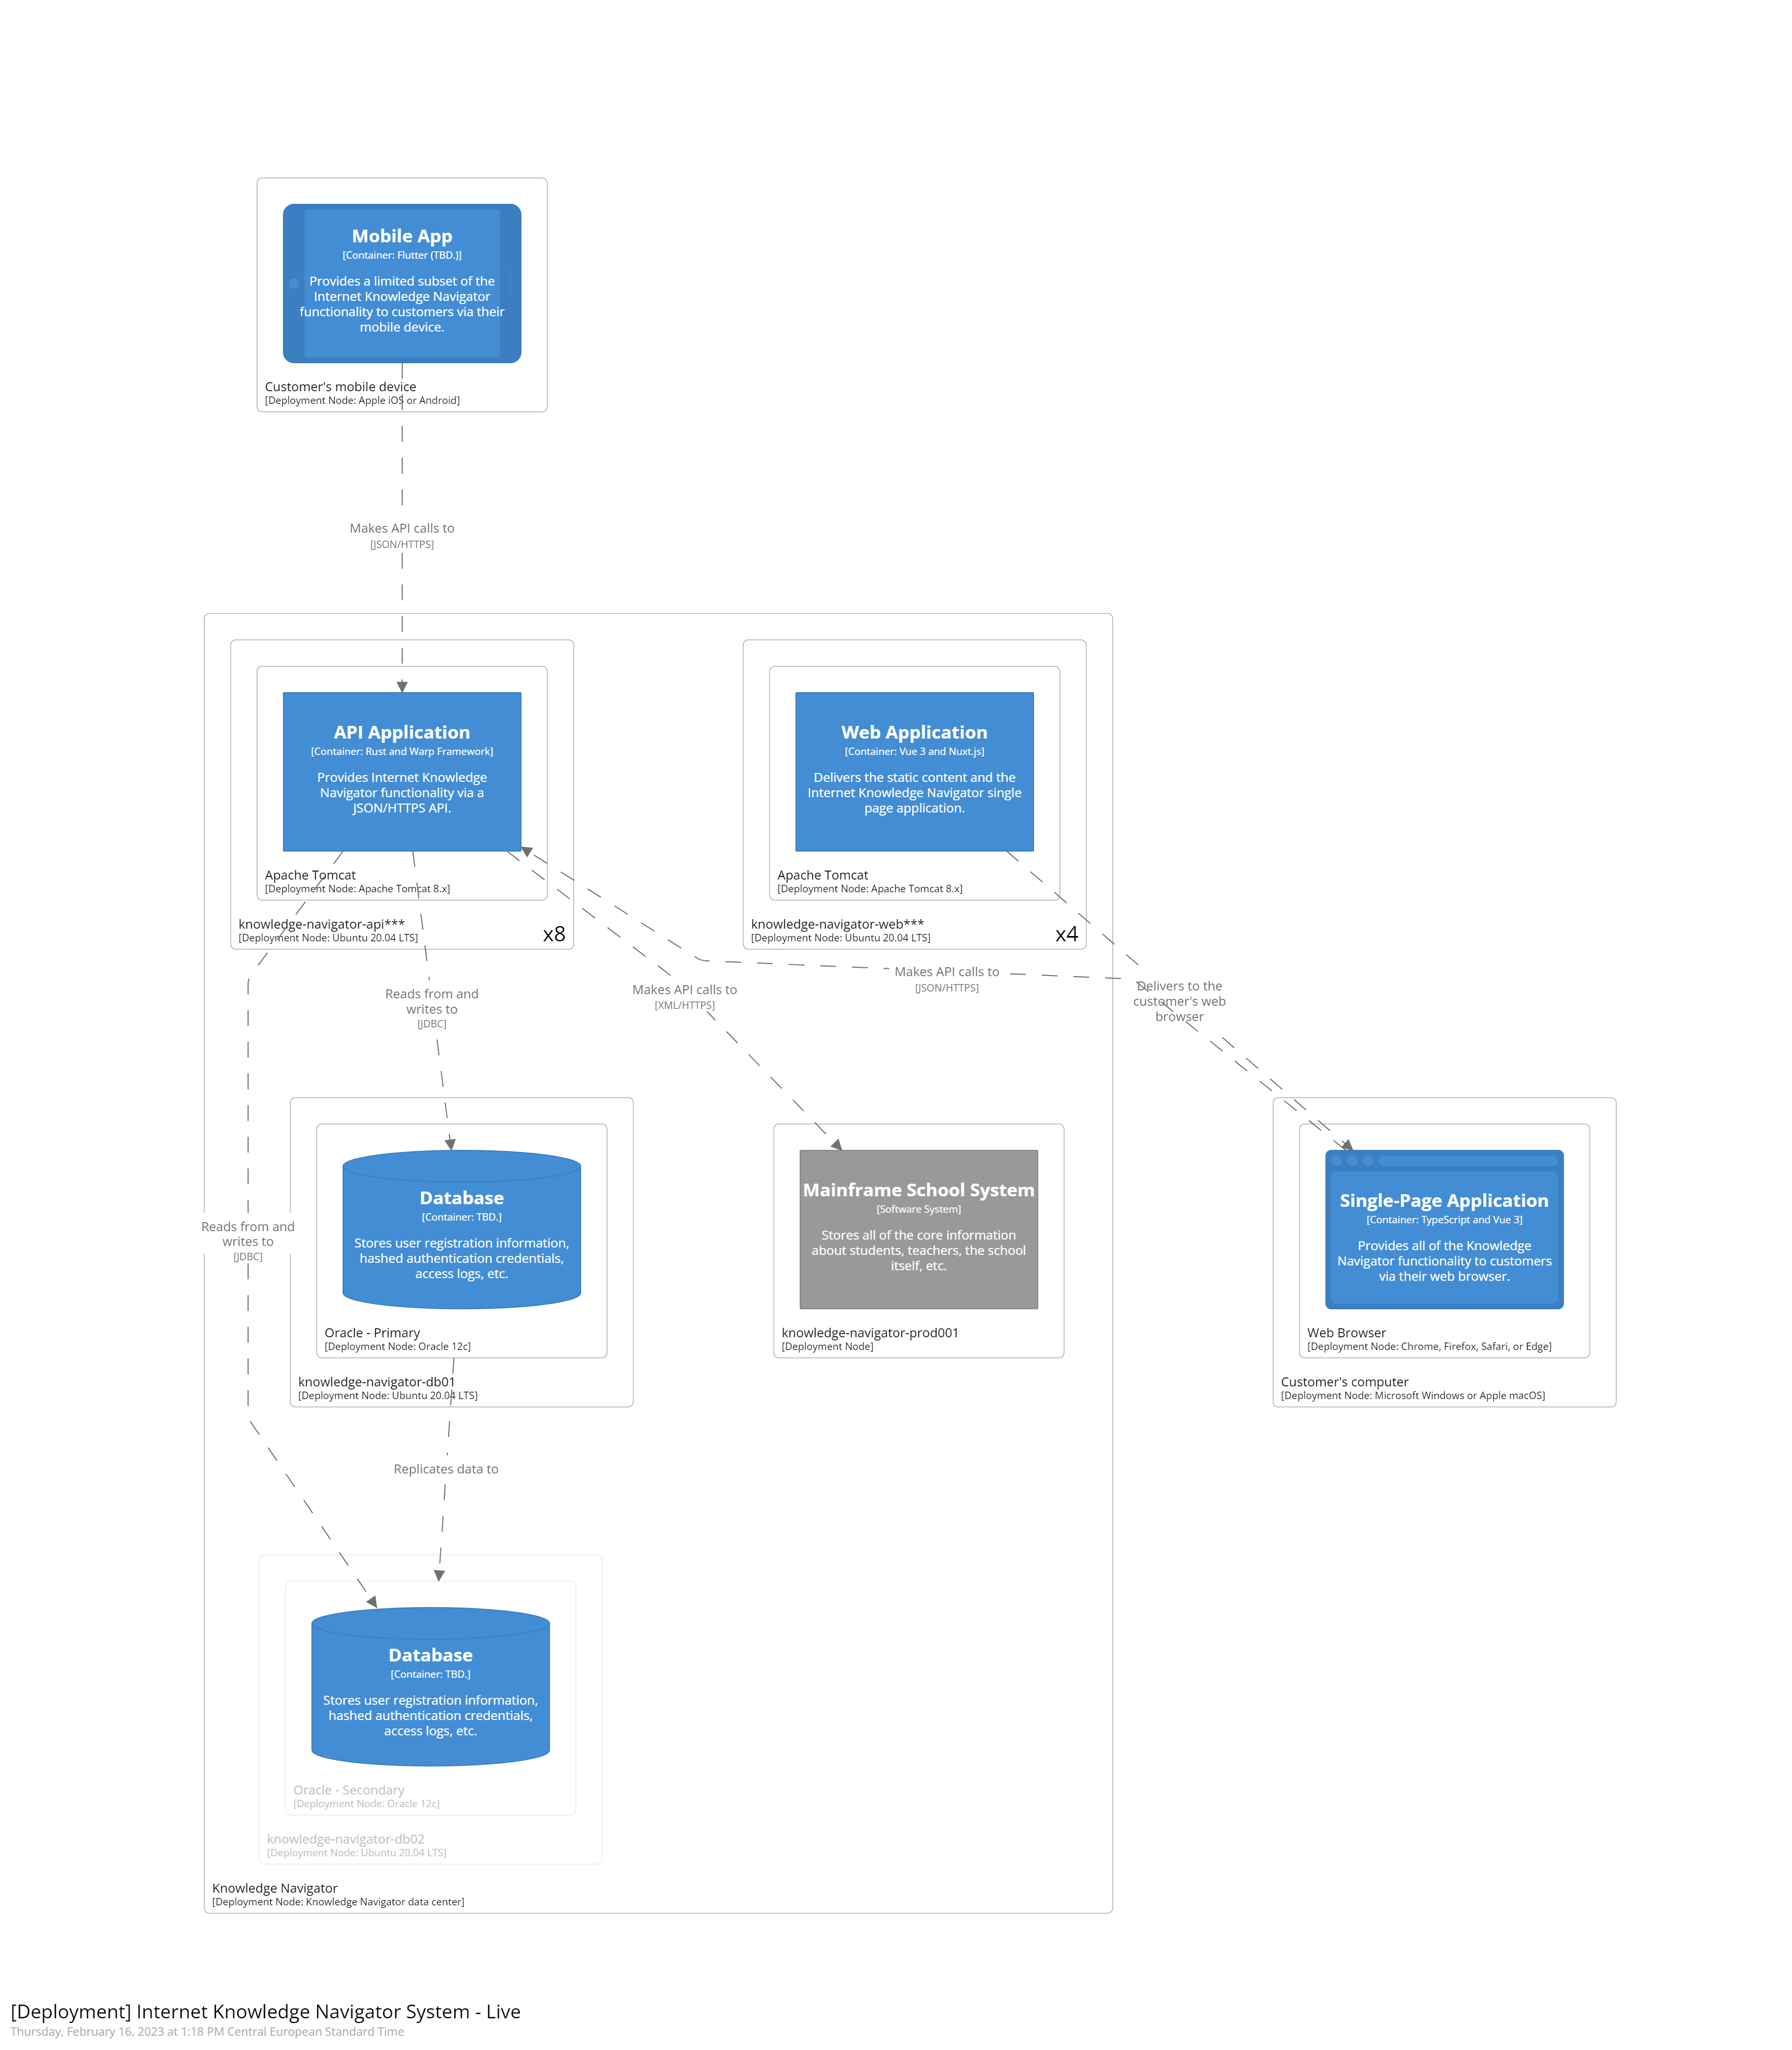 Mobile App
[Container: Flutter (TBD.)]
Provides a limited subset of the
Internet Knowledge Navigator
functionality to customers via their
mobile device.
Customer's mobile device
[Deployment Node: Apple iOS or Android]
Makes API calls to
[JSON/HTTPS]
API Application
[Container: Rust and Warp Framework]
Provides Internet Knowledge
Navigator functionality via a
JSON/HTTPS API.
Apache Tomcat
[Deployment Node: Apache Tomcat 8.x]
knowledge-navigator-api***
[Deployment Node: Ubuntu 20.04 LTS]
x8
Web Application
[Container: Vue 3 and Nuxt.js]
Delivers the static content and the
Internet Knowledge Navigator single
page application.
Apache Tomcat
[Deployment Node: Apache Tomcat 8.x]
knowledge-navigator-web***
[Deployment Node: Ubuntu 20.04 LTS]
x4
Reads from and
writes to
[JDBC]
Makes API calls to
[XML/HTTPS]
Makes API calls to
[JSON/HTTPS]
Delivers to the
customer's web
browser
Reads from and
writes to
[JDBC]
Database
[Container: TBD.]
Stores user registration information,
hashed authentication credentials,
access logs, etc.
Oracle - Primary
[Deployment Node: Oracle 12c]
knowledge-navigator-db01
[Deployment Node: Ubuntu 20.04 LTS]
Mainframe School System
[Software System]
Stores all of the core information
about students, teachers, the school
itself, etc.
knowledge-navigator-prod001
[Deployment Node]
Single-Page Application
[Container: TypeScript and Vue 3]
Provides all of the Knowledge
Navigator functionality to customers
via their web browser.
Web Browser
[Deployment Node: Chrome, Firefox, Safari, or Edge]
Customer's computer
[Deployment Node: Microsoft Windows or Apple macOS]
Replicates data to
Database
[Container: TBD.]
Stores user registration information,
hashed authentication credentials,
access logs, etc.
Oracle - Secondary
[Deployment Node: Oracle 12c]
knowledge-navigator-db02
[Deployment Node: Ubuntu 20.04 LTS]
Knowledge Navigator
[Deployment Node: Knowledge Navigator data center]
[Deployment] Internet Knowledge Navigator System - Live
Thursday, February 16, 2023 at 1:18 PM Central European Standard Time